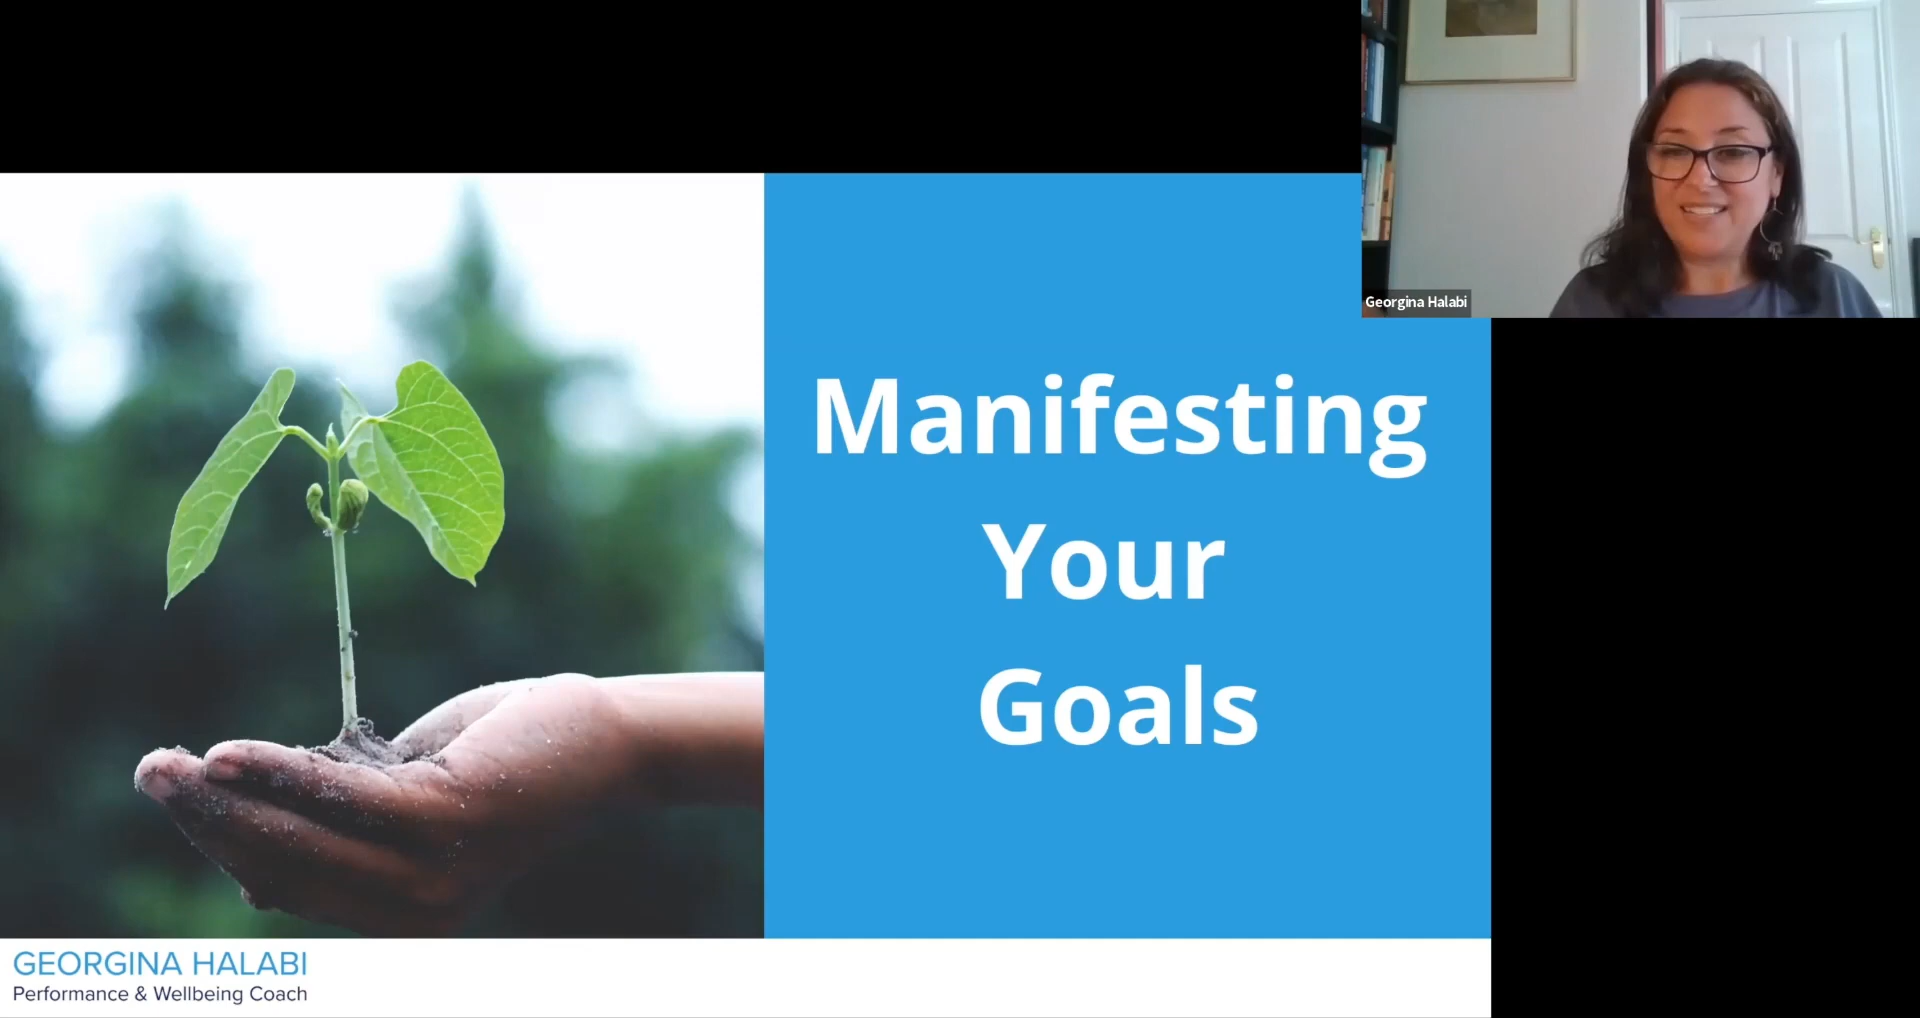 Georgina Halabi
Manifesting
Your
Goals
GEORGINA HALABI
Performance & Wellbeing Coach